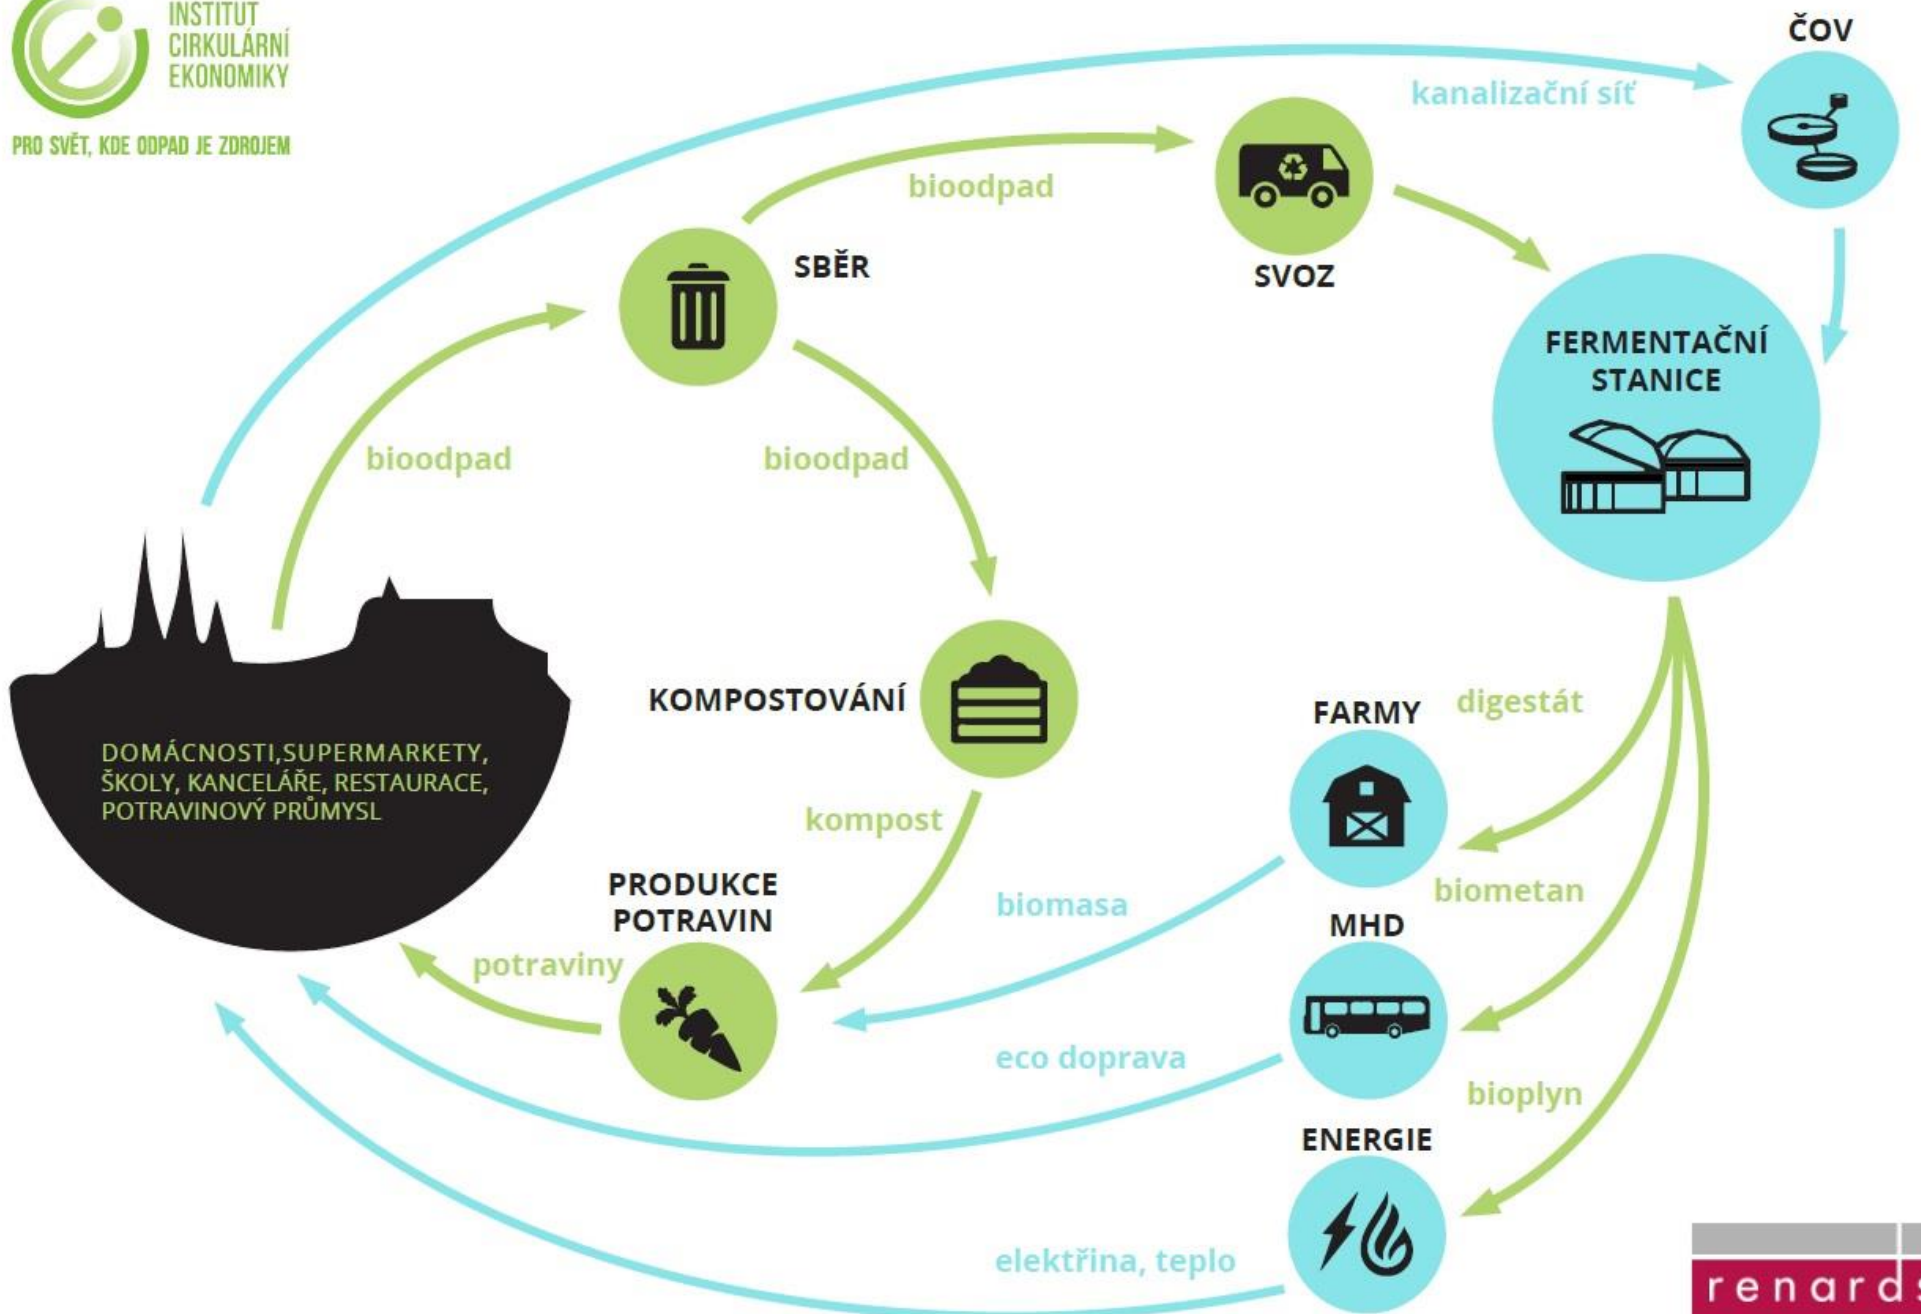 INSTITUT
CIRKULÁRNÍ
EKONOMIKY
PRO SVĚT, KDE ODPAD JE ZDROJEM
ČOV
kanalizační síť
bioodpad
SVOZ
SBĚR
FERMENTAČNÍ
STANICE
bioodpad
bioodpad
KOMPOSTOVÁNÍ
FARMY
digestát
DOMÁCNOSTI,SUPERMARKETY,
ŠKOLY, KANCELÁŘE, RESTAURACE,
POTRAVINOVÝ PRŮMYSL
kompost
PRODUKCE
POTRAVIN
biomasa
biometan
MHD
potraviny
eco doprava
bioplyn
ENERGIE
elektřina, teplo
renards